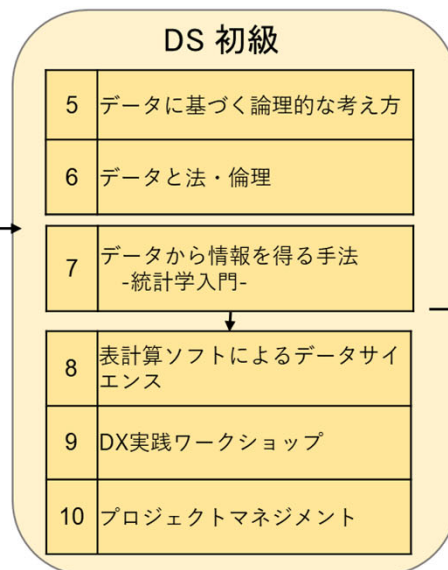 DS 初級
5 データに基づく論理的な考え方
6 データと法・倫理
7 データから情報を得る手法
-統計学入門-
8 表計算ソフトによるデータサイ
エンス
9 DX実践ワークショップ
10 プロジェクトマネジメント